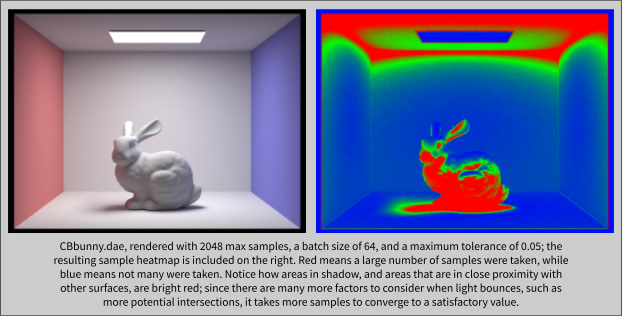 CBbunny.dae, rendered with 2048 max samples, a batch size of 64, and a maximum tolerance of 0.05; the
resulting sample heatmap is included on the right. Red means a large number of samples were taken, while
blue means not many were taken. Notice how areas in shadow, and areas that are in close proximity with
other surfaces, are bright red; since there are many more factors to consider when light bounces, such as
more potential intersections, it takes more samples to converge to a satisfactory value.